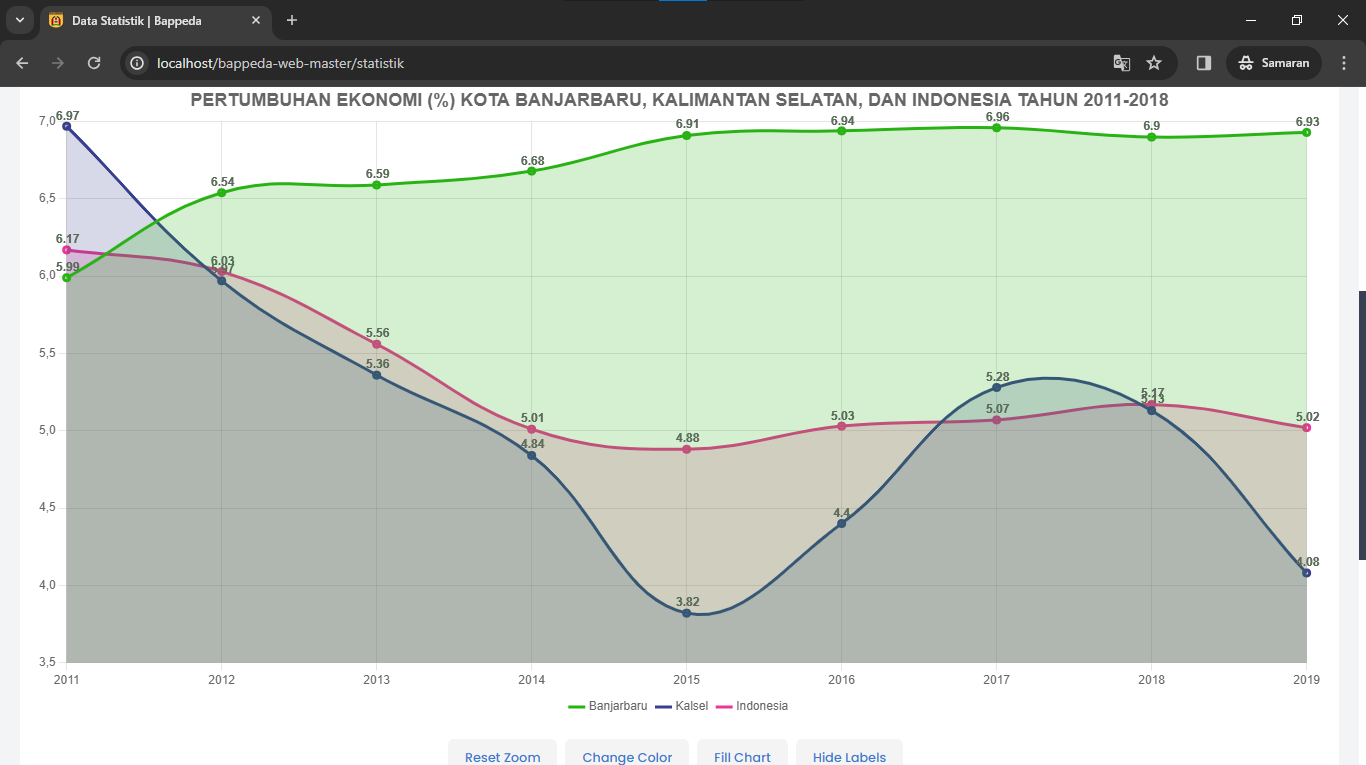 Data Statistik | Bappeda
localhost/bappeda-web-master/statistik
Samaran
PERTUMBUHAN EKONOMI (%) KOTA BANJARBARU, KALIMANTAN SELATAN, DAN INDONESIA TAHUN 2011-2018
7,0
6,5
6,0
5,5
5,0
4,5
4,0
3,5
5.99 6.54 6.59 6.68 6.91 6.94 6.96 6.9 6.93
6.97 5.97 5.36 4.84 3.82 4.4 5.28 5.13 4.08
6.17 6.03 5.56 5.01 4.88 5.03 5.07 5.17 5.02
2011 2012 2013 2014 2015 2016 2017 2018 2019
Banjarbaru Kalsel Indonesia
Reset Zoom Change Color Fill Chart Hide Labels